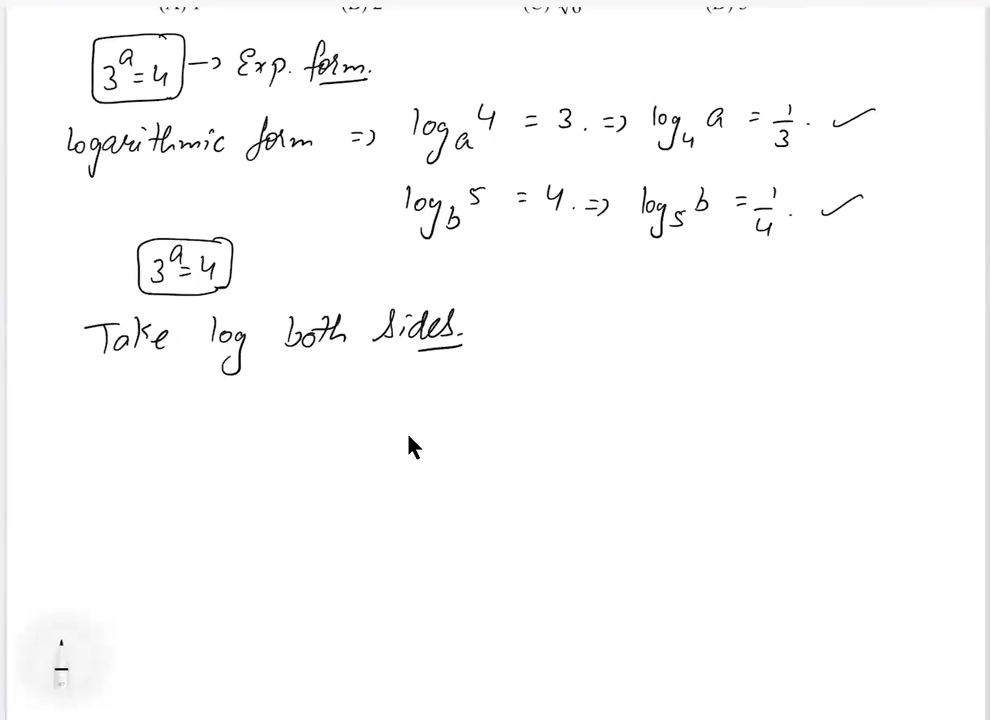 3^a = 4 → Exp. form.
logarithmic form ⇒ log_a 4 = 3. ⇒ log_4 a = 1/3. ✓
log_b 5 = 4. ⇒ log_5 b = 1/4. ✓
3^a = 4
Take log both sides.